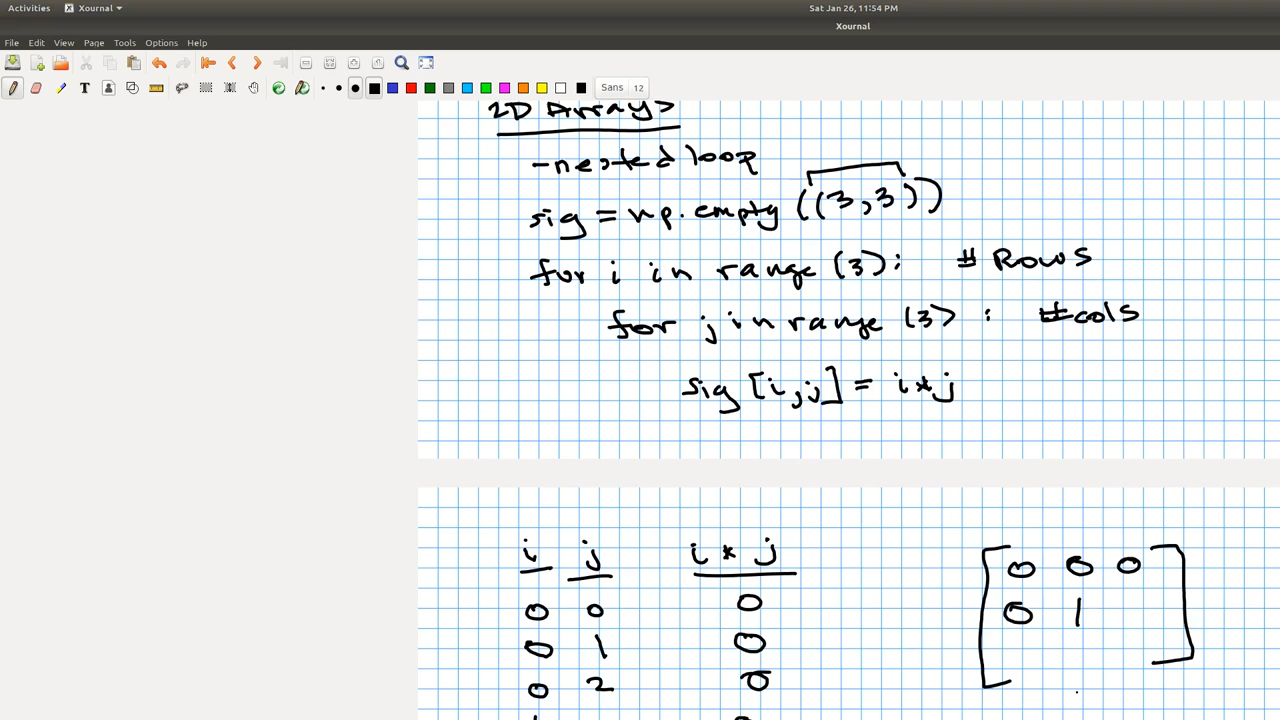 Activities Xournal Sat Jan 26, 11:54 PM
Xournal
File Edit View Page Tools Options Help
Sans 12
2D Arrays
- nested loop
sig = np.empty ((3,3))
for i in range (3): # Rows
for j in range (3): #cols
sig [i,j] = i*j
i j i * j
0 0 0
0 1 0
0 2 0
0 0 0
0 1